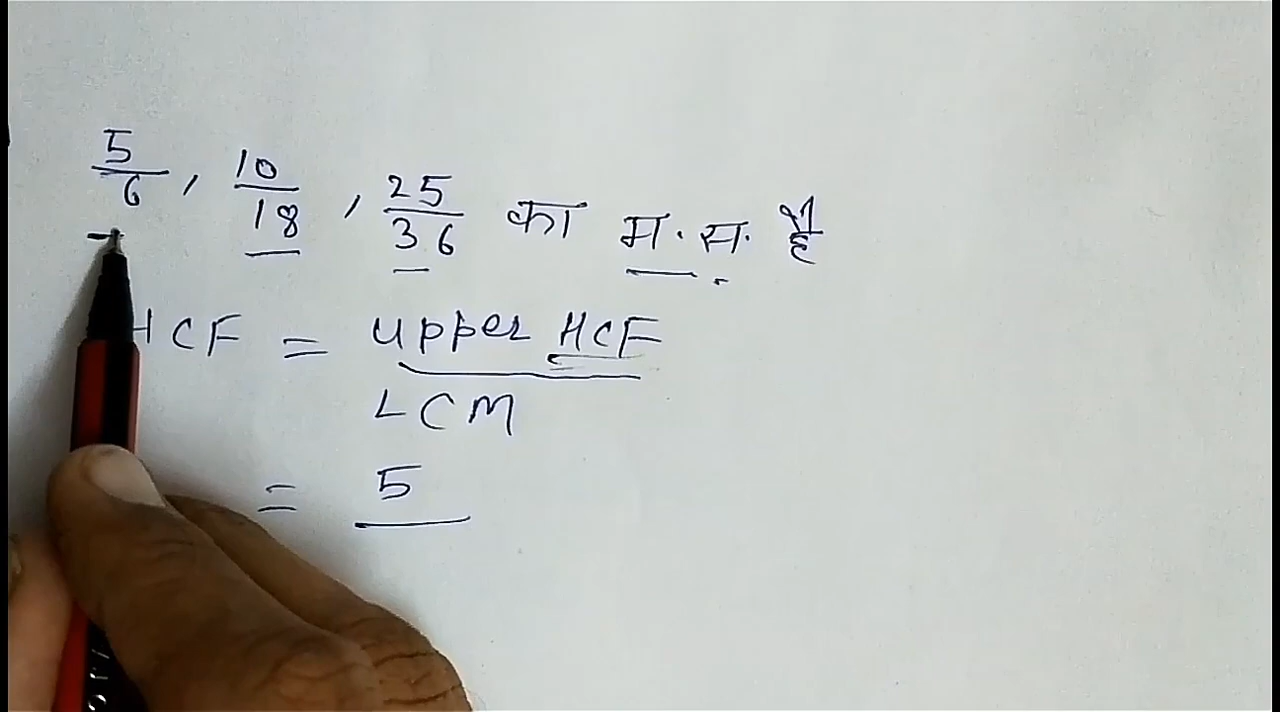 5/6 , 10/18 , 25/36 का म.स. है
HCF = Upper HCF
LCM
= 5